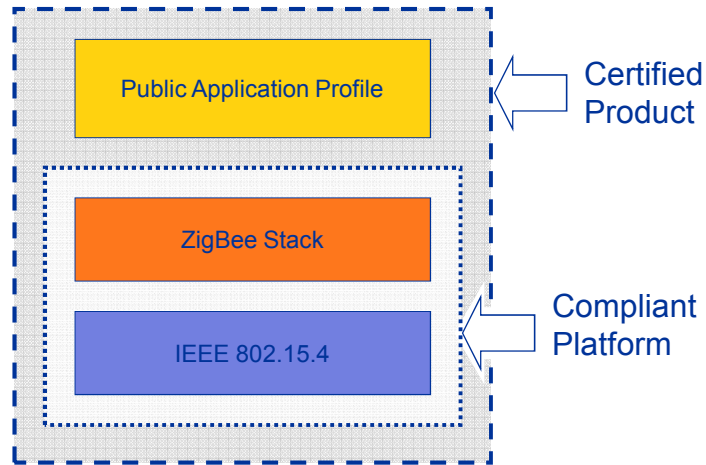 Public Application Profile
Certified
Product
ZigBee Stack
Compliant
Platform
IEEE 802.15.4